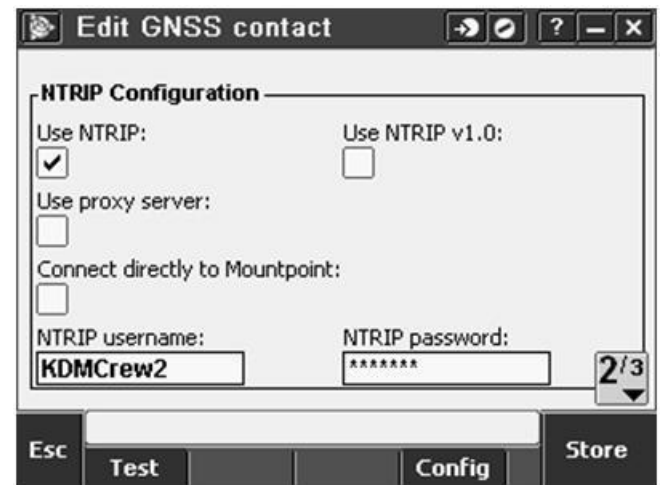 Edit GNSS contact ? – ×
NTRIP Configuration
Use NTRIP: Use NTRIP v1.0:
Use proxy server:
Connect directly to Mountpoint:
NTRIP username: NTRIP password:
KDMCrew2 *******
2/3
Esc Test Config Store